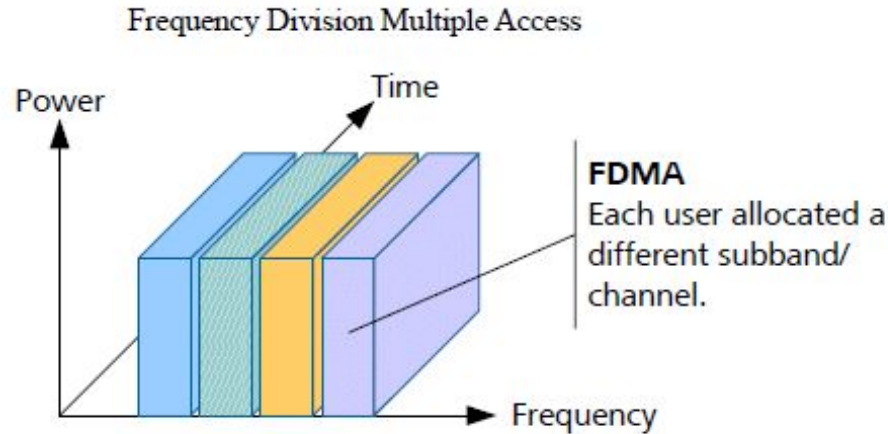 Frequency Division Multiple Access
Time
Power
FDMA
Each user allocated a
different subband/
channel.
Frequency